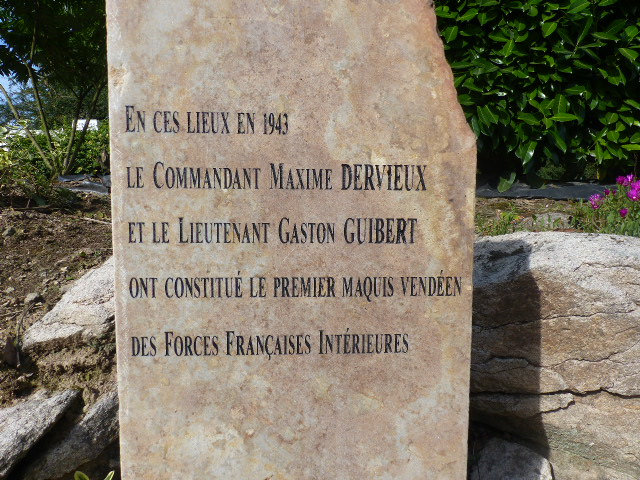 En ces lieux en 1943
le Commandant Maxime DERVIEUX
et le Lieutenant Gaston GUIBERT
ont constitué le premier maquis vendéen
des Forces Françaises Intérieures